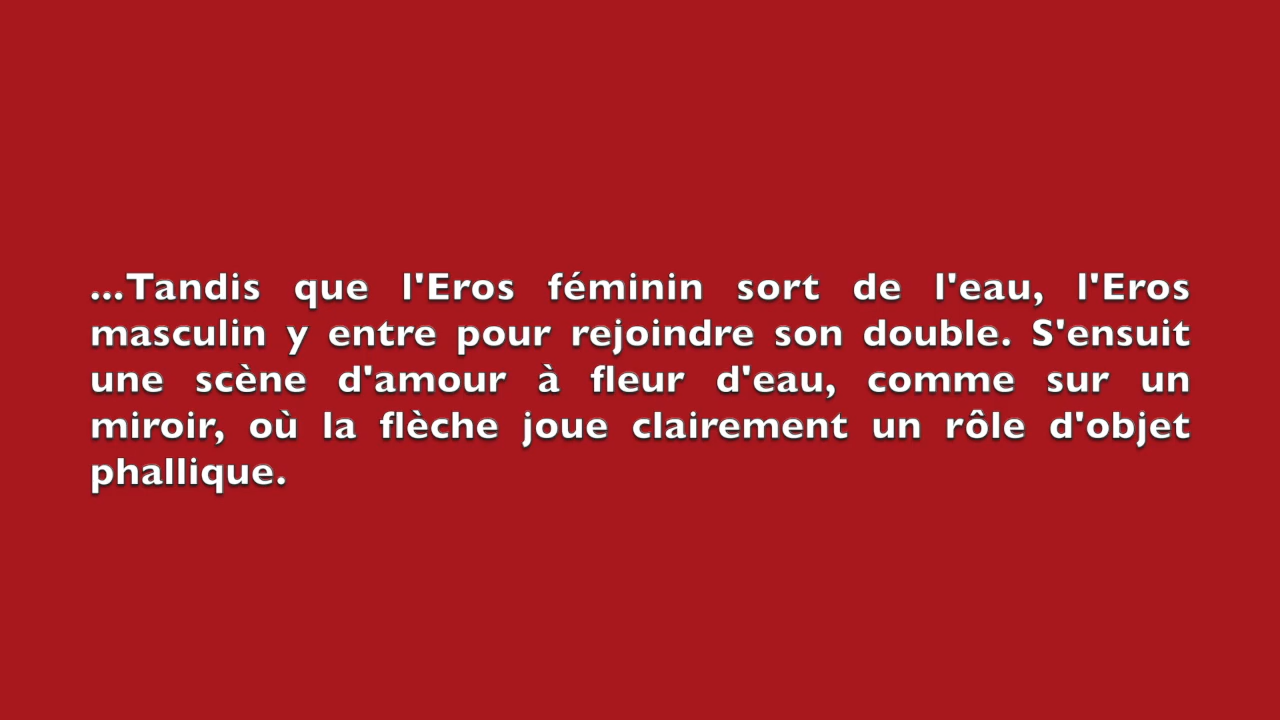 ...Tandis que l'Eros féminin sort de l'eau, l'Eros
masculin y entre pour rejoindre son double. S'ensuit
une scène d'amour à fleur d'eau, comme sur un
miroir, où la flèche joue clairement un rôle d'objet
phallique.